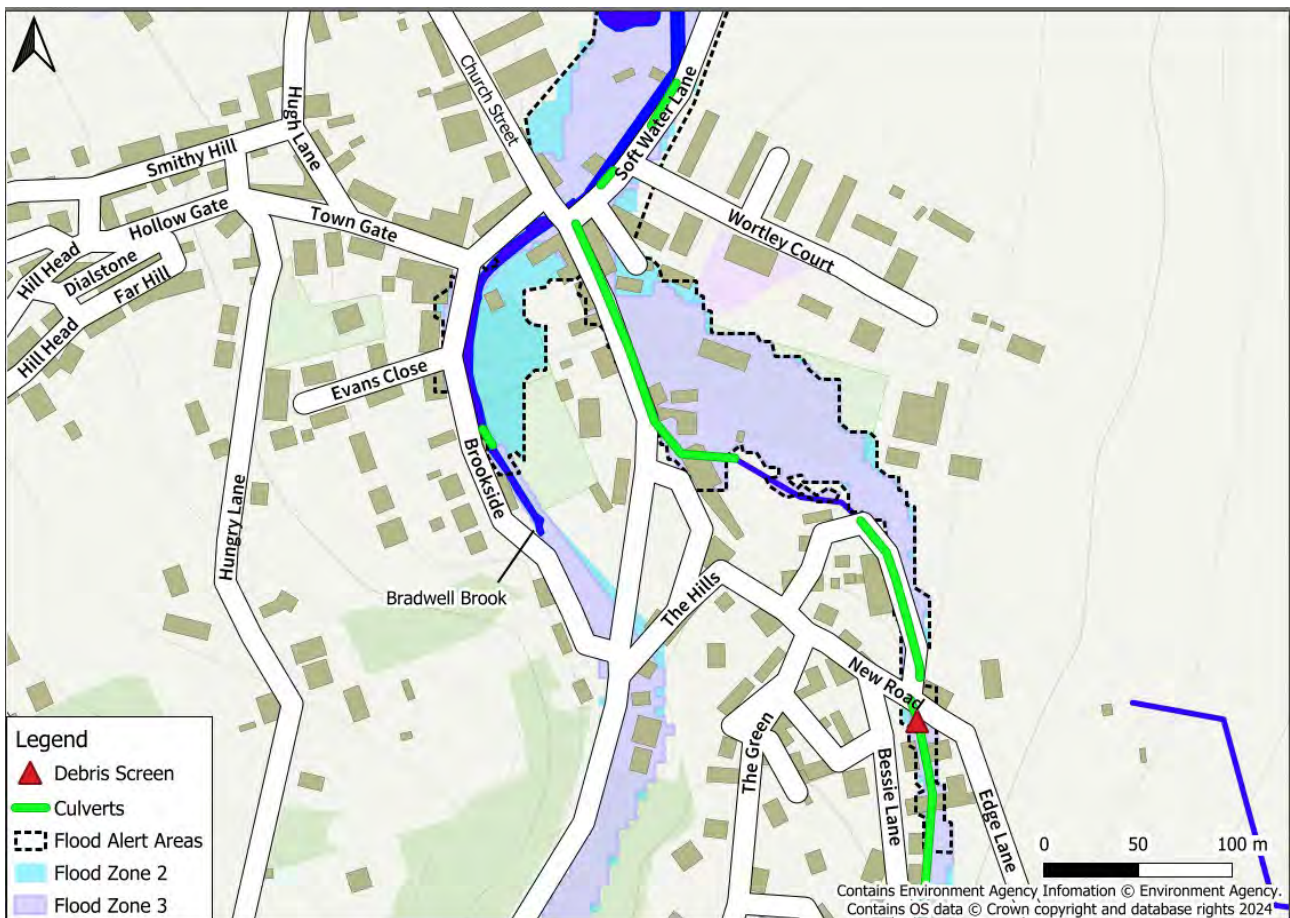 Church Street
Hugh Lane
Soft Water Lane
Smithy Hill
Hollow Gate
Town Gate
Wortley Court
Hill Head
Dialstone
Far Hill
Hill Head
Evans Close
Brookside
Hungry Lane
Bradwell Brook
The Hills
New Road
The Green
Bessie Lane
Edge Lane
Legend
Debris Screen
Culverts
Flood Alert Areas
Flood Zone 2
Flood Zone 3
0 50 100 m
Contains Environment Agency Infomation © Environment Agency.
Contains OS data © Crown copyright and database rights 2024